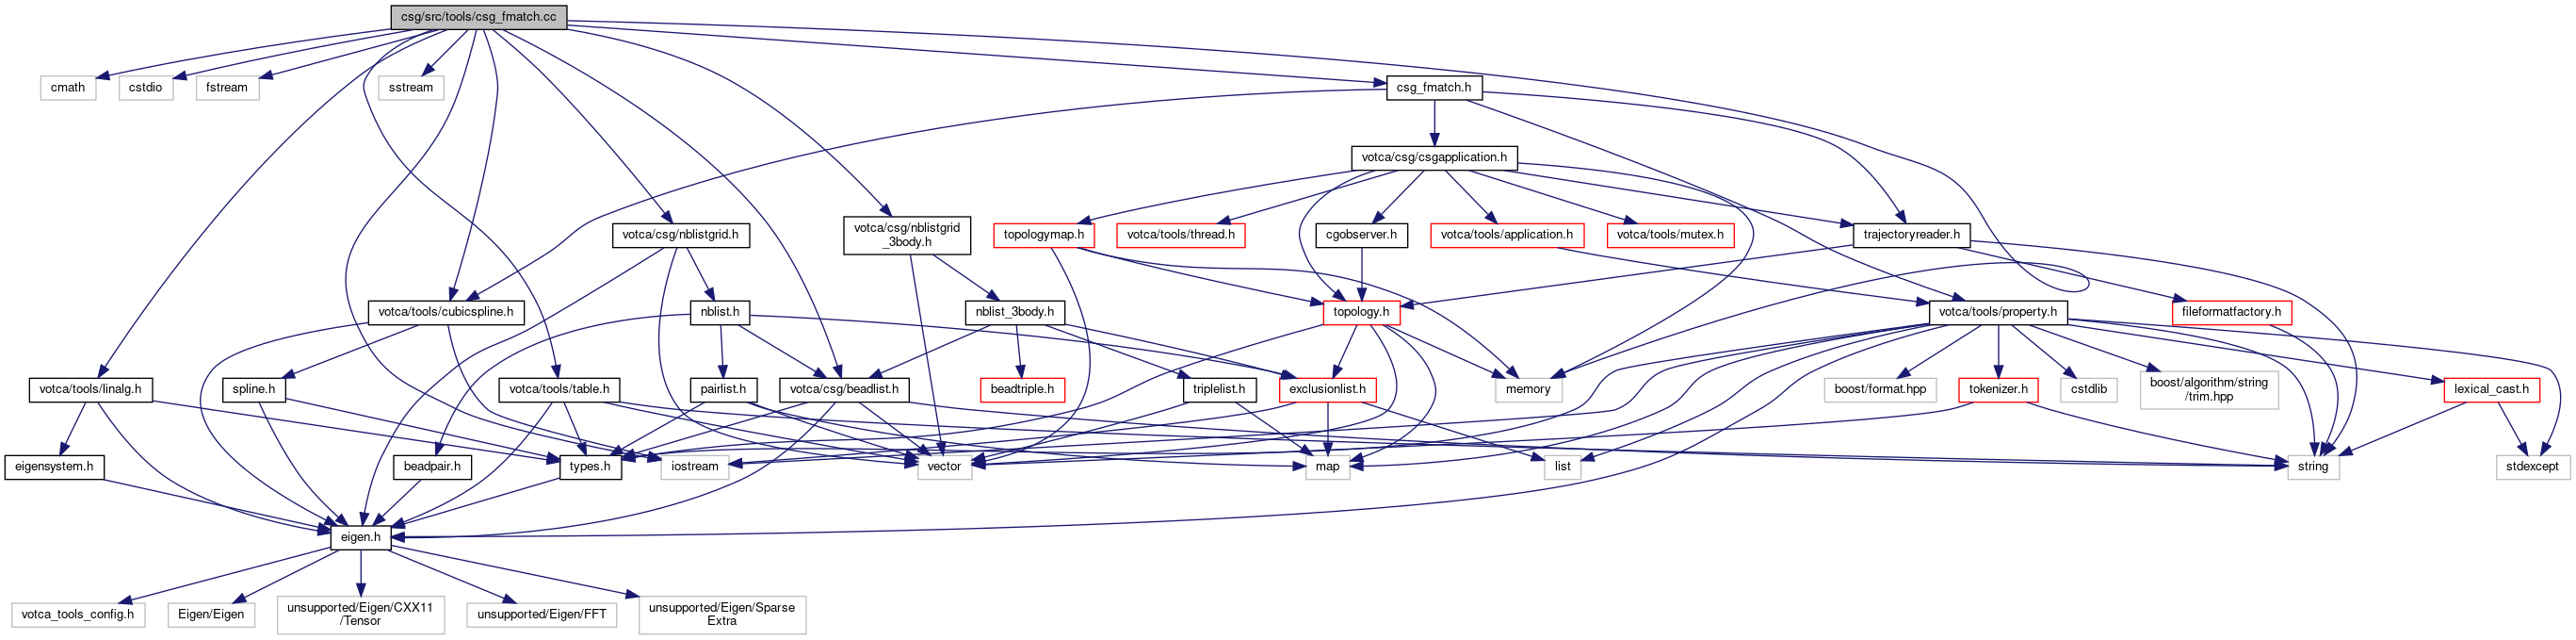 csg/src/tools/csg_fmatch.cc
cmath
cstdio
fstream
sstream
csg_fmatch.h
votca/csg/csgapplication.h
votca/csg/nblistgrid.h
votca/csg/nblistgrid
_3body.h
topologymap.h
votca/tools/thread.h
cgobserver.h
votca/tools/application.h
votca/tools/mutex.h
trajectoryreader.h
votca/tools/cubicspline.h
nblist.h
nblist_3body.h
topology.h
votca/tools/property.h
fileformatfactory.h
votca/tools/linalg.h
spline.h
votca/tools/table.h
pairlist.h
votca/csg/beadlist.h
beadtriple.h
triplelist.h
exclusionlist.h
memory
boost/format.hpp
tokenizer.h
cstdlib
boost/algorithm/string
/trim.hpp
lexical_cast.h
eigensystem.h
beadpair.h
types.h
iostream
vector
map
list
string
stdexcept
eigen.h
votca_tools_config.h
Eigen/Eigen
unsupported/Eigen/CXX11
/Tensor
unsupported/Eigen/FFT
unsupported/Eigen/Sparse
Extra